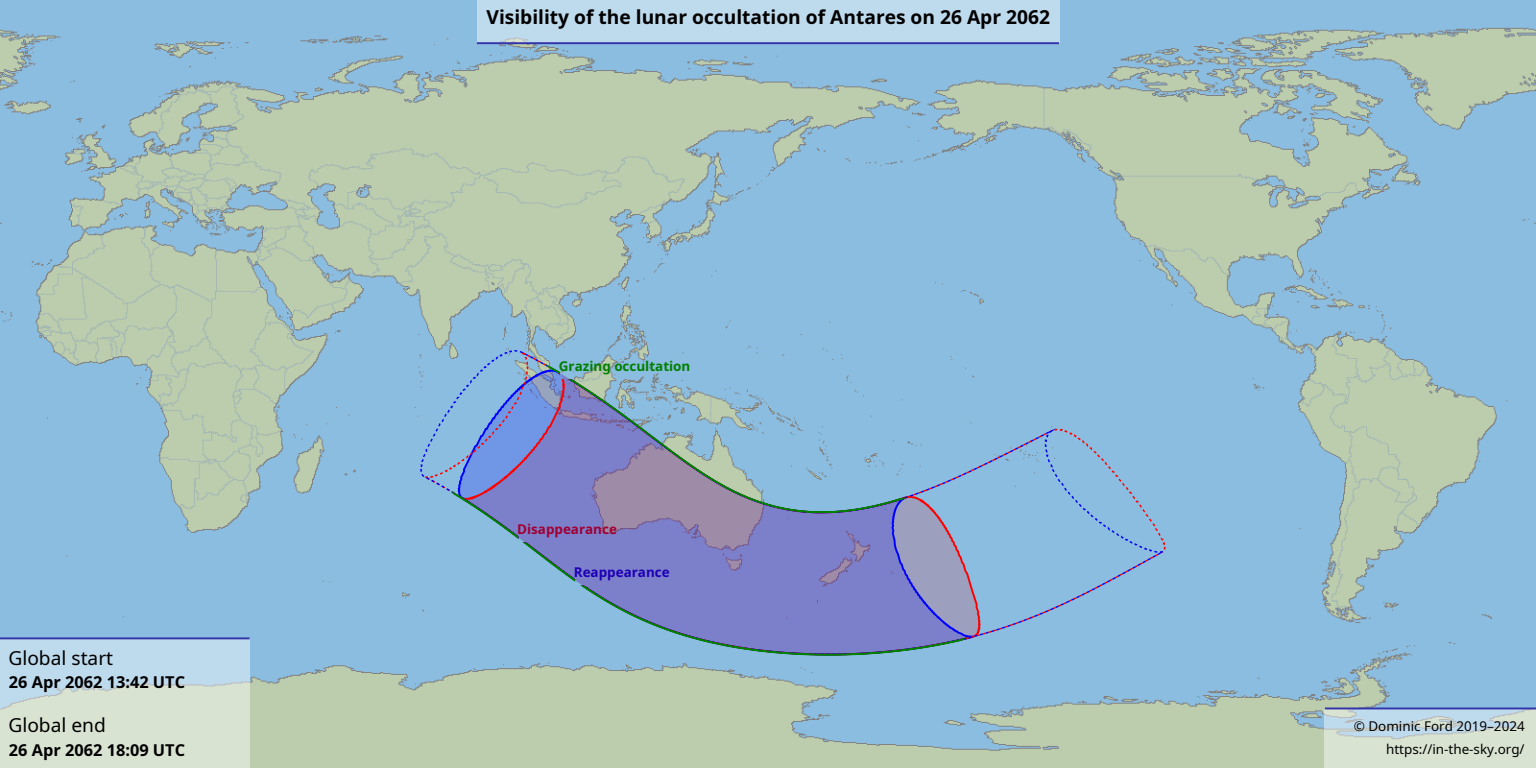 Visibility of the lunar occultation of Antares on 26 Apr 2062
Grazing occultation
Disappearance
Reappearance
Global start
26 Apr 2062 13:42 UTC
Global end
26 Apr 2062 18:09 UTC
© Dominic Ford 2019–2024
https://in-the-sky.org/